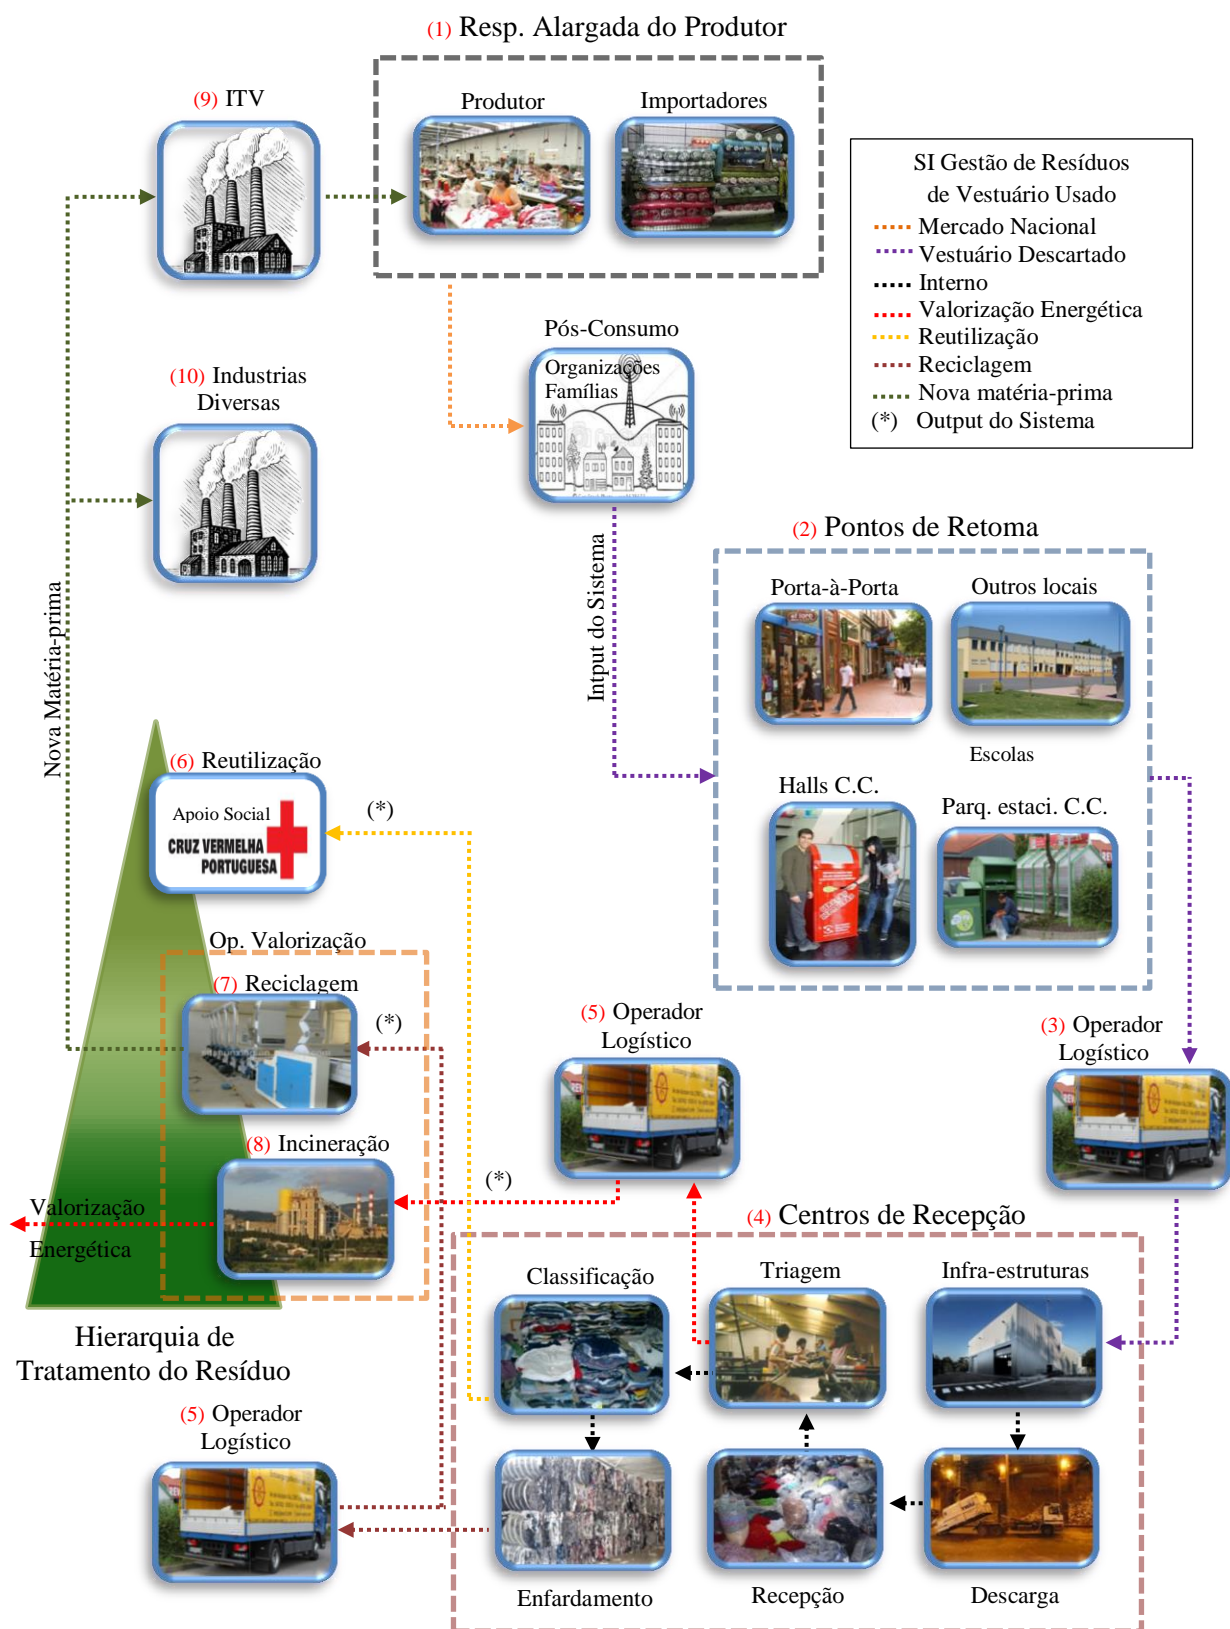 (1) Resp. Alargada do Produtor
(9) ITV
Produtor
Importadores
SI Gestão de Resíduos
de Vestuário Usado
Mercado Nacional
Vestuário Descartado
Interno
Valorização Energética
Reutilização
Reciclagem
Nova matéria-prima
(*) Output do Sistema
Pós-Consumo
Organizações
Famílias
(10) Industrias
Diversas
(2) Pontos de Retoma
Porta-à-Porta
Outros locais
Escolas
Halls C.C.
Parq. estaci. C.C.
Intput do Sistema
Nova Matéria-prima
(6) Reutilização
Apoio Social
CRUZ VERMELHA
PORTUGUESA
(*)
Op. Valorização
(7) Reciclagem
(*)
(5) Operador
Logístico
(3) Operador
Logístico
(8) Incineração
(*)
Valorização
Energética
(4) Centros de Recepção
Classificação
Triagem
Infra-estruturas
Hierarquia de
Tratamento do Resíduo
(5) Operador
Logístico
Enfardamento
Recepção
Descarga